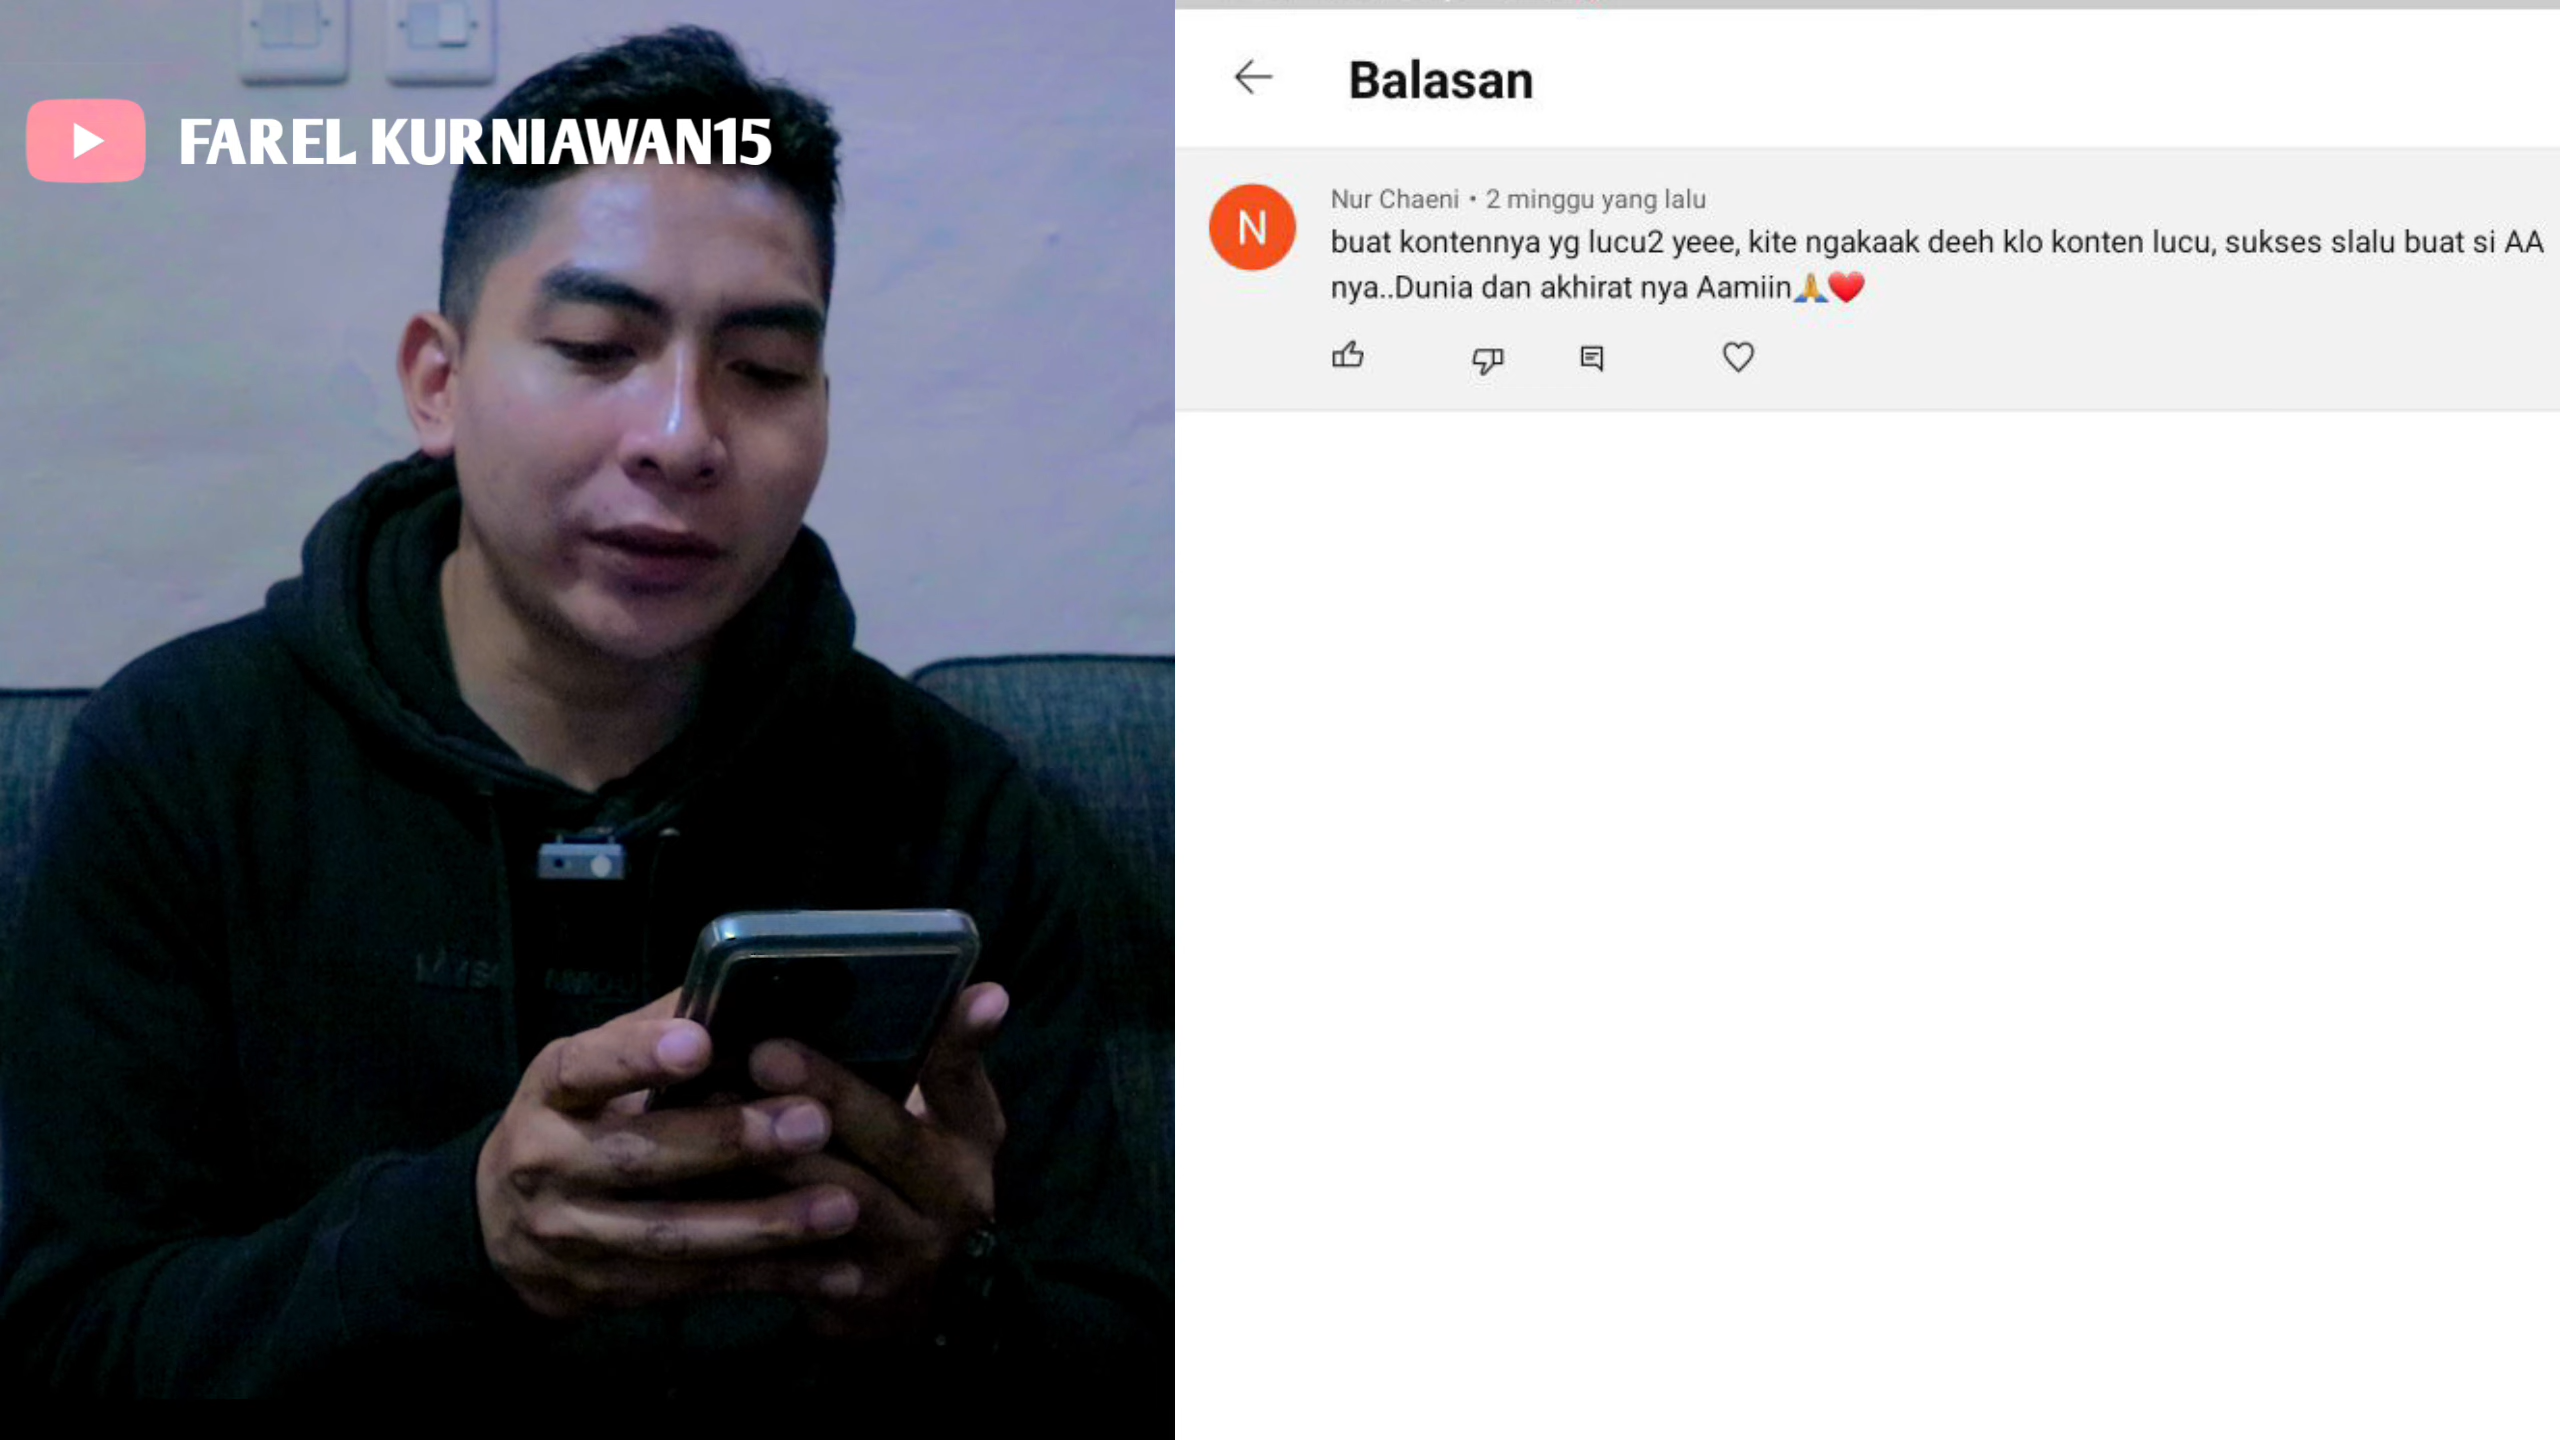 FAREL KURNIAWAN15
Balasan
N
Nur Chaeni • 2 minggu yang lalu
buat kontennya yg lucu2 yeee, kite ngakaak deeh klo konten lucu, sukses slalu buat si AA
nya..Dunia dan akhirat nya Aamiin🙏❤️